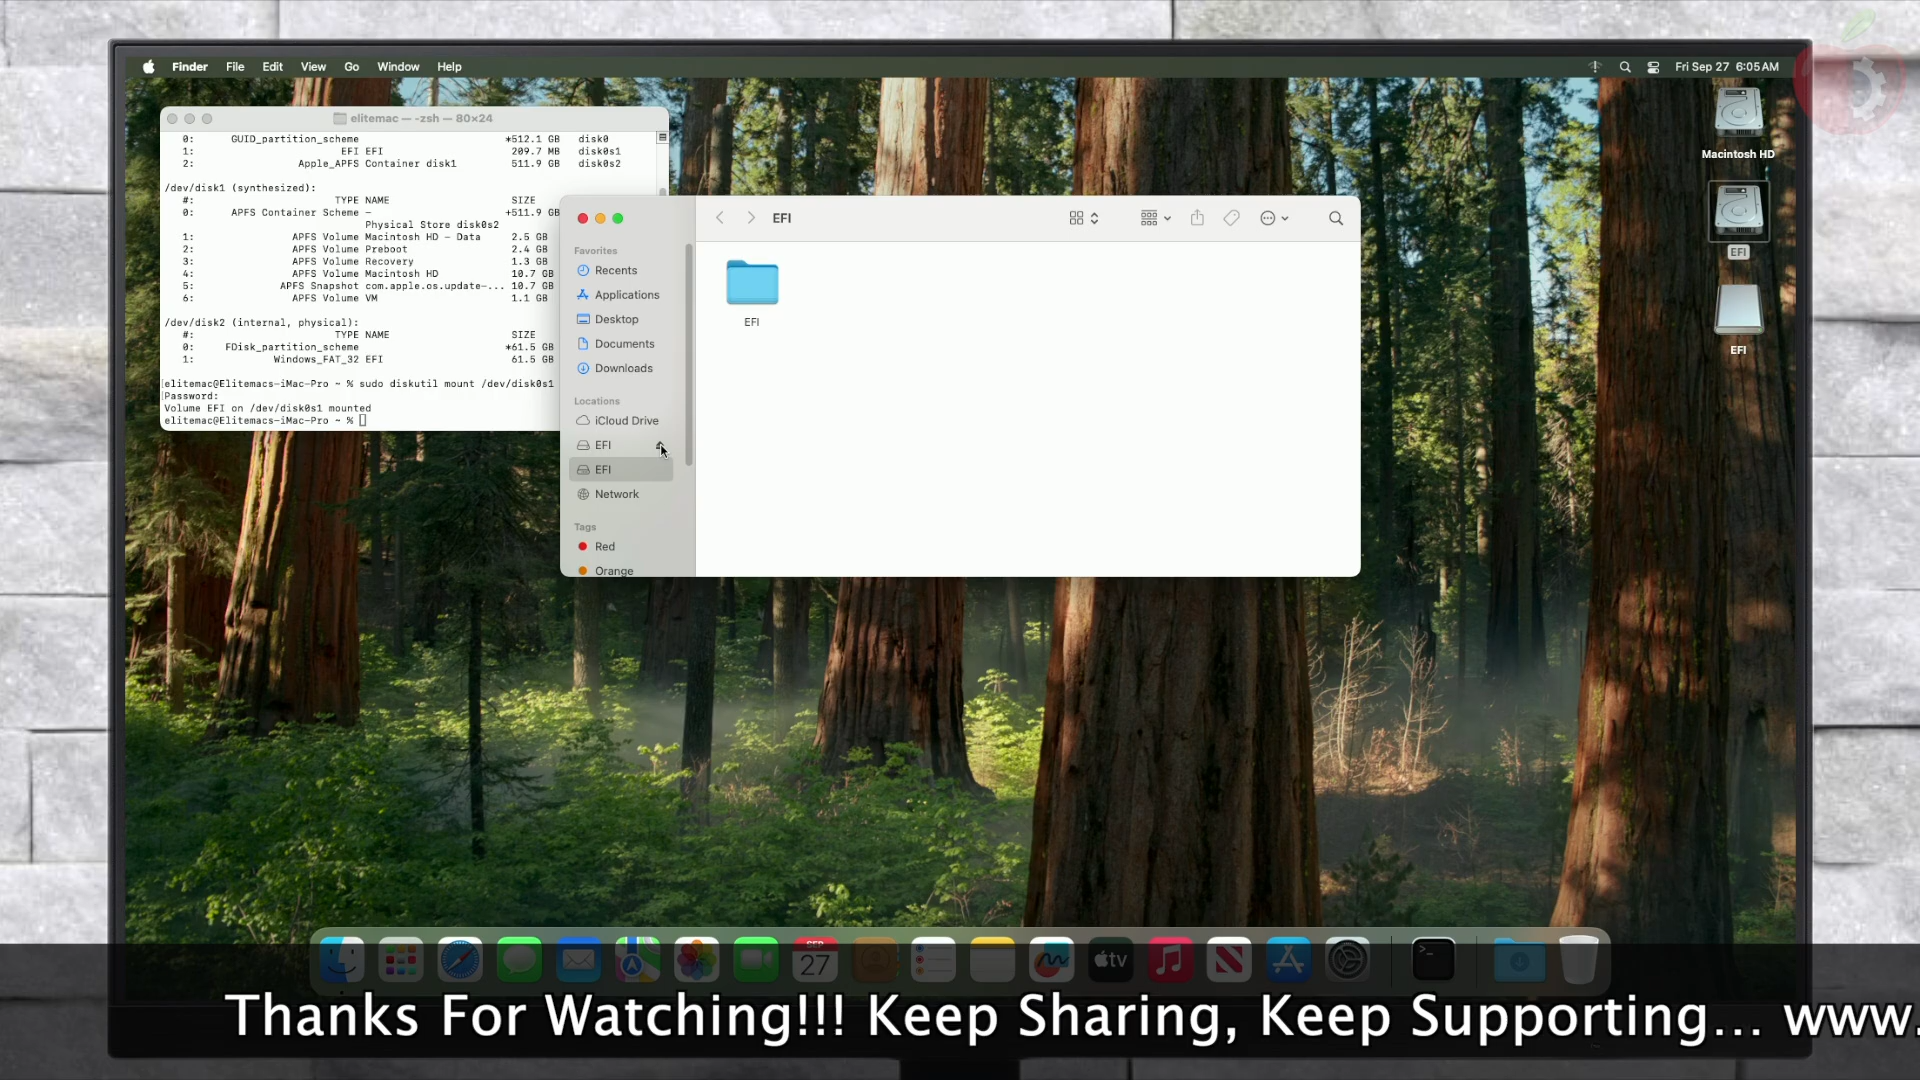 Finder File Edit View Go Window Help
Fri Sep 27 6:05 AM
elitemac — -zsh — 80×24
0: GUID_partition_scheme *512.1 GB disk0
1: EFI EFI 209.7 MB disk0s1
2: Apple_APFS Container disk1 511.9 GB disk0s2
/dev/disk1 (synthesized):
#: TYPE NAME SIZE
0: APFS Container Scheme - +511.9 GB
Physical Store disk0s2
1: APFS Volume Macintosh HD - Data 2.5 GB
2: APFS Volume Preboot 2.4 GB
3: APFS Volume Recovery 1.3 GB
4: APFS Volume Macintosh HD 10.7 GB
5: APFS Snapshot com.apple.os.update-... 10.7 GB
6: APFS Volume VM 1.1 GB
/dev/disk2 (internal, physical):
#: TYPE NAME SIZE
0: FDisk_partition_scheme *61.5 GB
1: Windows_FAT_32 EFI 61.5 GB
elitemac@Elitemacs-iMac-Pro ~ % sudo diskutil mount /dev/disk0s1
Password:
Volume EFI on /dev/disk0s1 mounted
elitemac@Elitemacs-iMac-Pro ~ %
EFI
Favorites
Recents
Applications
Desktop
Documents
Downloads
Locations
iCloud Drive
EFI
EFI
Network
Tags
Red
Orange
EFI
Macintosh HD
EFI
EFI
SEP
27
tv
Thanks For Watching!!! Keep Sharing, Keep Supporting... www.